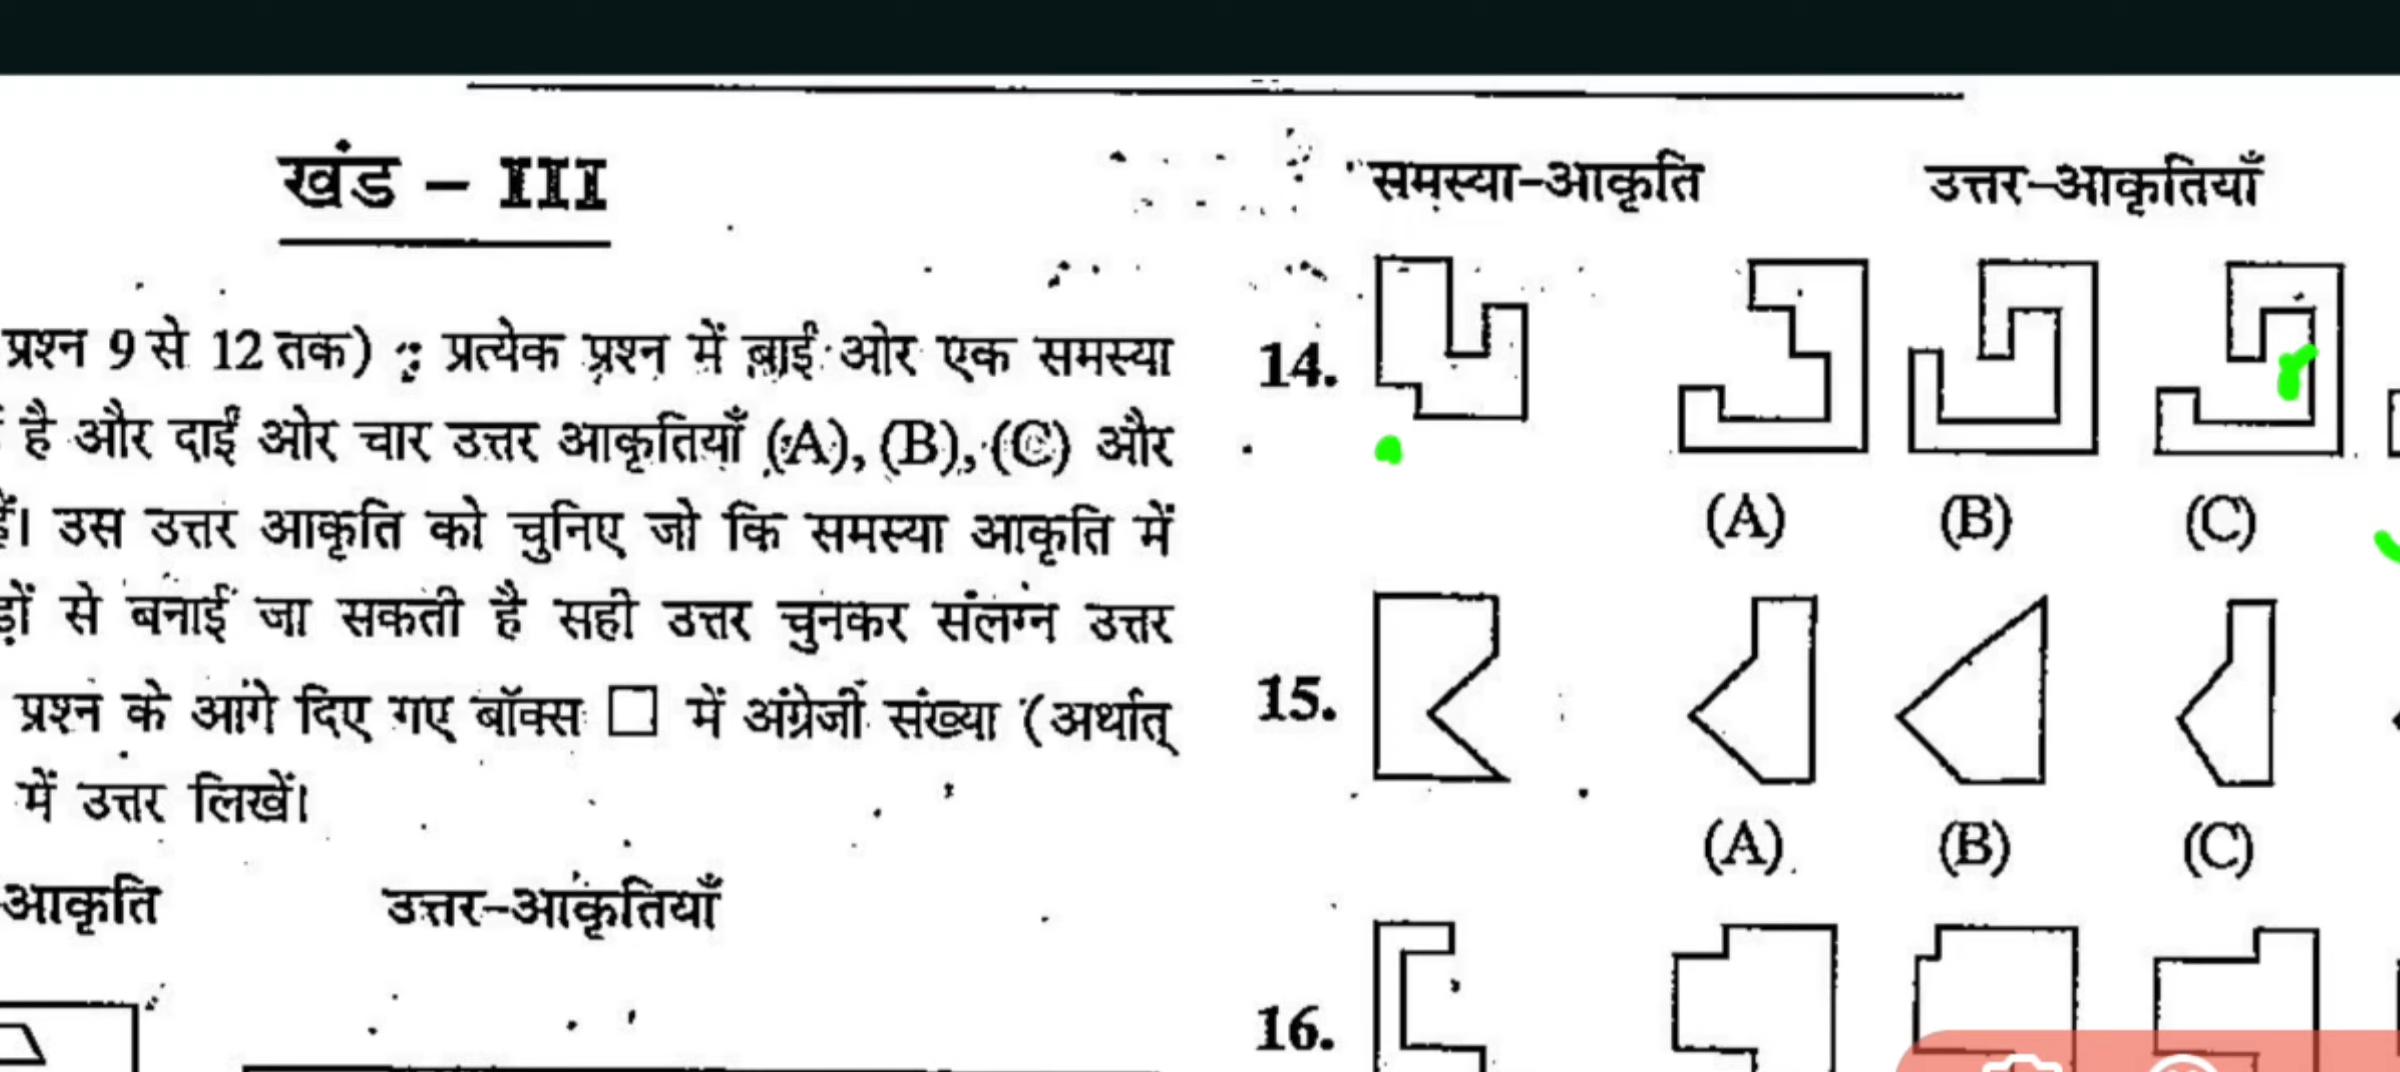 खंड – III
प्रश्न 9 से 12 तक) : प्रत्येक प्रश्न में बाईं ओर एक समस्या
है और दाईं ओर चार उत्तर आकृतियाँ (A), (B), (C) और
हैं। उस उत्तर आकृति को चुनिए जो कि समस्या आकृति में
से बनाई जा सकती है सही उत्तर चुनकर संलग्न उत्तर
प्रश्न के आगे दिए गए बॉक्स □ में अंग्रेजी संख्या (अर्थात्
में उत्तर लिखें।
आकृति उत्तर-आकृतियाँ
समस्या-आकृति उत्तर-आकृतियाँ
14.
(A) (B) (C)
15.
(A) (B) (C)
16.